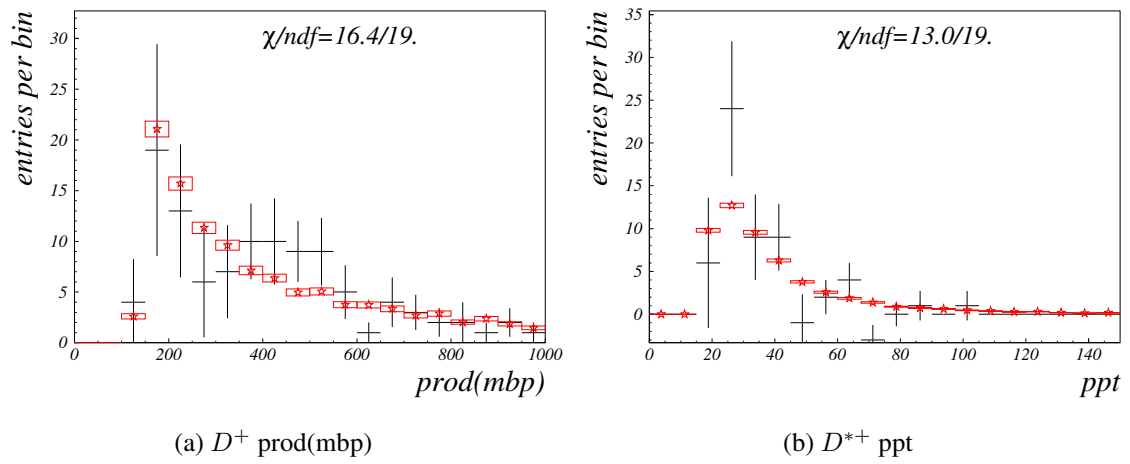 entries per bin
χ/ndf=16.4/19.
30
25
20
15
10
5
0
0 200 400 600 800 1000
prod(mbp)
(a) D⁺ prod(mbp)
entries per bin
χ/ndf=13.0/19.
35
30
25
20
15
10
5
0
0 20 40 60 80 100 120 140
ppt
(b) D*⁺ ppt